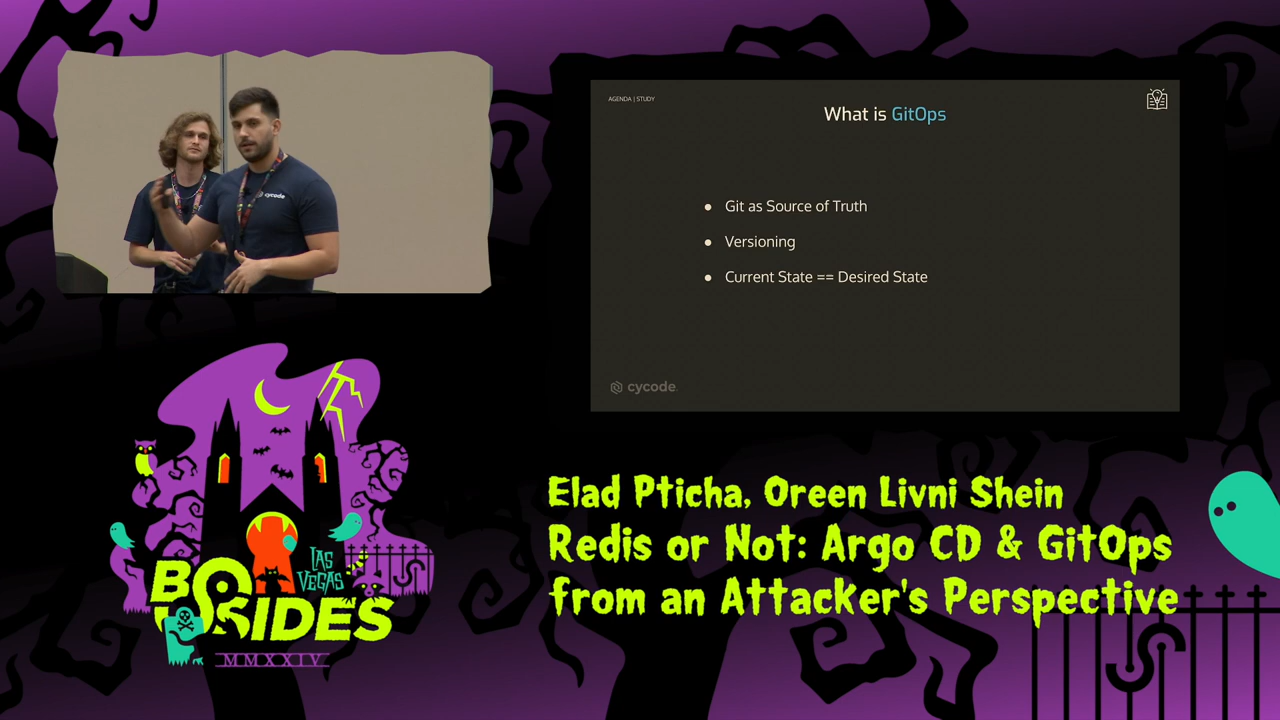 cycode
AGENDA | STUDY
What is GitOps
Git as Source of Truth
Versioning
Current State == Desired State
cycode
LAS
VEGAS
BSIDES
MMXXIV
Elad Pticha, Oreen Livni Shein
Redis or Not: Argo CD & GitOps
from an Attacker's Perspective